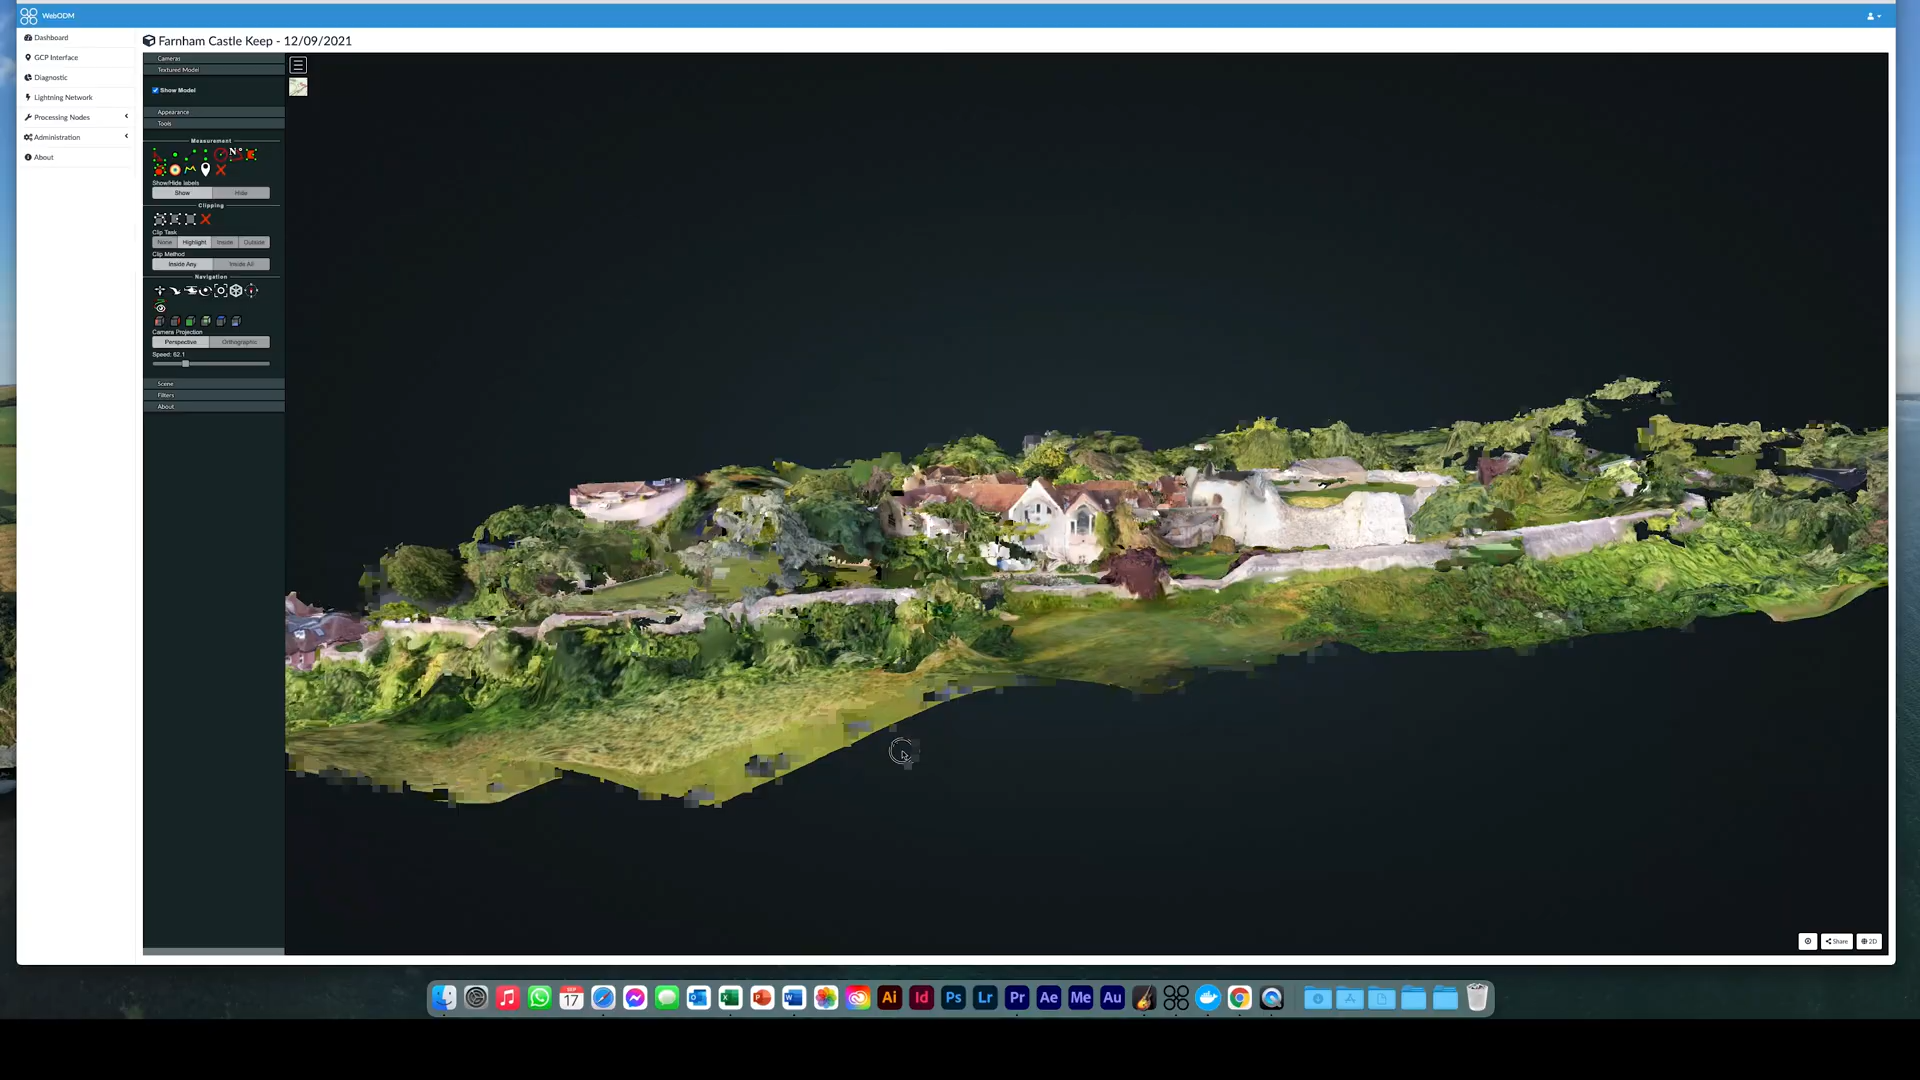 WebODM
Dashboard
GCP Interface
Diagnostic
Lightning Network
Processing Nodes
Administration
About
Farnham Castle Keep - 12/09/2021
Cameras
Textured Model
Show Model
Appearance
Tools
Measurement
N°
Show/Hide labels
Show Hide
Clipping
Clip Task
None Highlight Inside Outside
Clip Method
Inside Any Inside All
Navigation
Camera Projection
Perspective Orthographic
Speed: 62.1
Scene
Filters
About
Share 2D
SEP
17
Ai Id Ps Lr Pr Ae Me Au